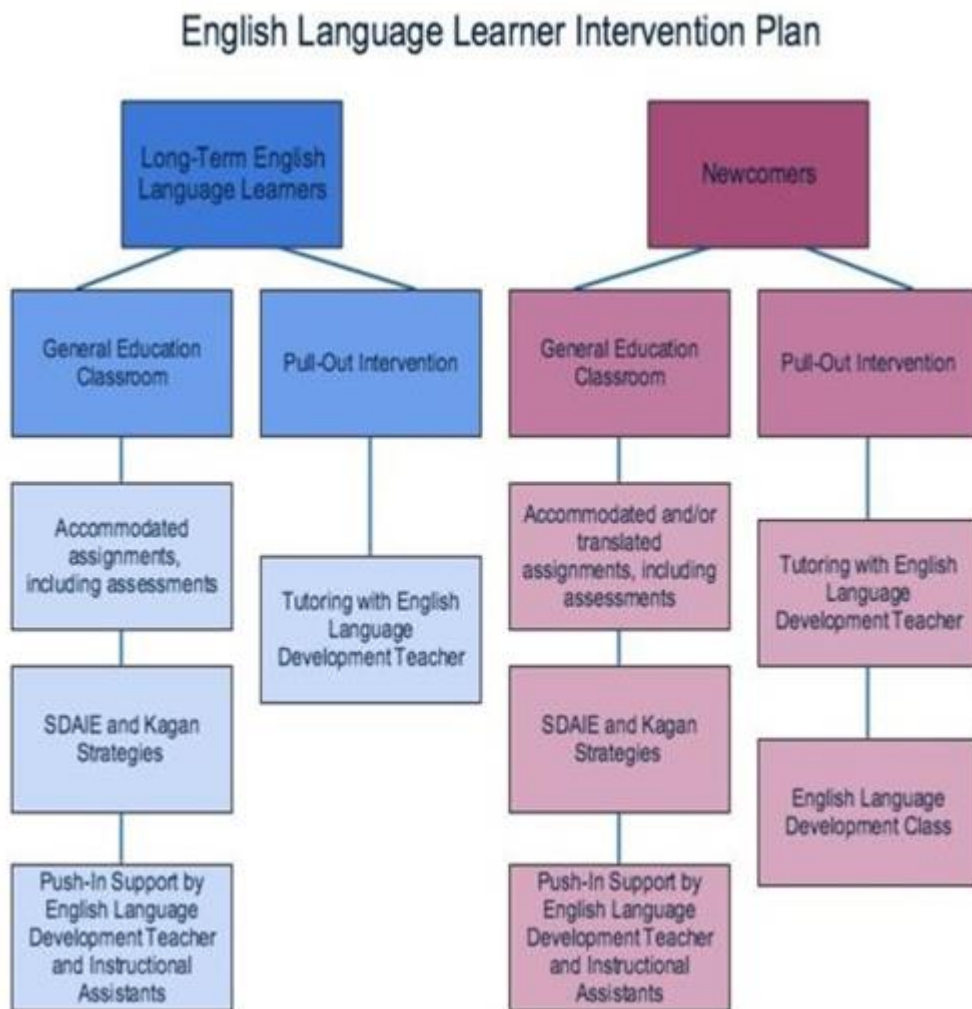 English Language Learner Intervention Plan
Long-Term English
Language Learners
Newcomers
General Education
Classroom
Pull-Out Intervention
General Education
Classroom
Pull-Out Intervention
Accommodated
assignments,
including assessments
Tutoring with English
Language
Development Teacher
Accommodated and/or
translated
assignments, including
assessments
Tutoring with English
Language
Development Teacher
SDAIE and Kagan
Strategies
SDAIE and Kagan
Strategies
English Language
Development Class
Push-In Support by
English Language
Development Teacher
and Instructional
Assistants
Push-In Support by
English Language
Development Teacher
and Instructional
Assistants